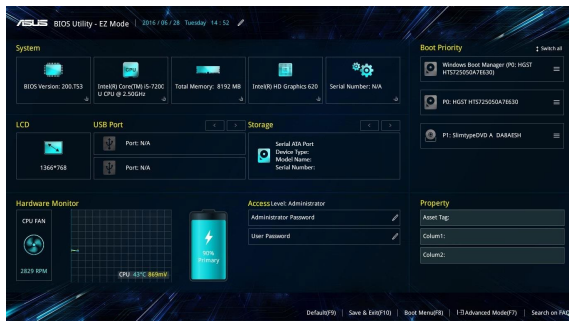 ASUS BIOS Utility - EZ Mode 2016 / 06 / 28 Tuesday 14 : 52
System
BIOS Version: 200.T53
Intel(R) Core(TM) i5-7200
U CPU @ 2.50GHz
Total Memory: 8192 MB
Intel(R) HD Graphics 620
Serial Number: N/A
Boot Priority
Switch all
Windows Boot Manager (P0: HGST
HTS725050A7E630)
P0: HGST HTS725050A7E630
P1: SlimtypeDVD A DA8AESH
LCD
1366*768
USB Port
Port: N/A
Port: N/A
Storage
Serial ATA Port
Device Type:
Model Name:
Serial Number:
Hardware Monitor
CPU FAN
2829 RPM
CPU 43°C 869mV
50%
Primary
Access Level: Administrator
Administrator Password
User Password
Property
Asset Tag:
Colum1:
Colum2:
Default(F9) Save & Exit(F10) Boot Menu(F8) Advanced Mode(F7) Search on FAQ